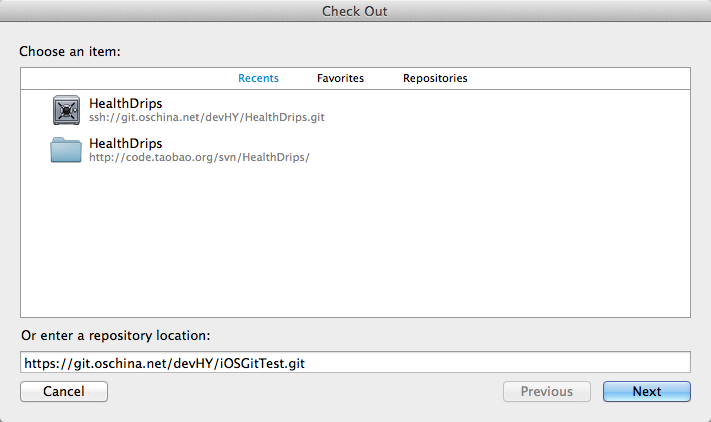 Check Out
Choose an item:
Recents Favorites Repositories
HealthDrips
ssh://git.oschina.net/devHY/HealthDrips.git
HealthDrips
http://code.taobao.org/svn/HealthDrips/
Or enter a repository location:
https://git.oschina.net/devHY/iOSGitTest.git
Cancel Previous Next